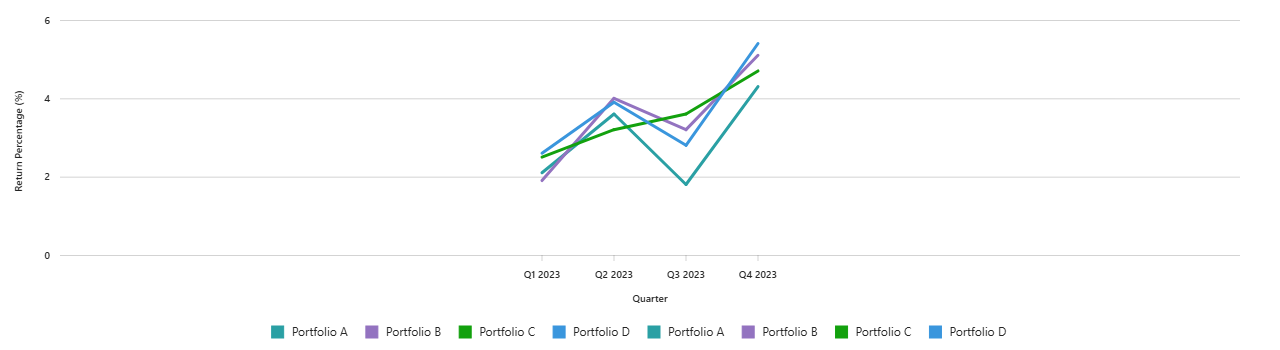 6
4
2
0
Return Percentage (%)
Q1 2023 Q2 2023 Q3 2023 Q4 2023
Quarter
Portfolio A Portfolio B Portfolio C Portfolio D Portfolio A Portfolio B Portfolio C Portfolio D